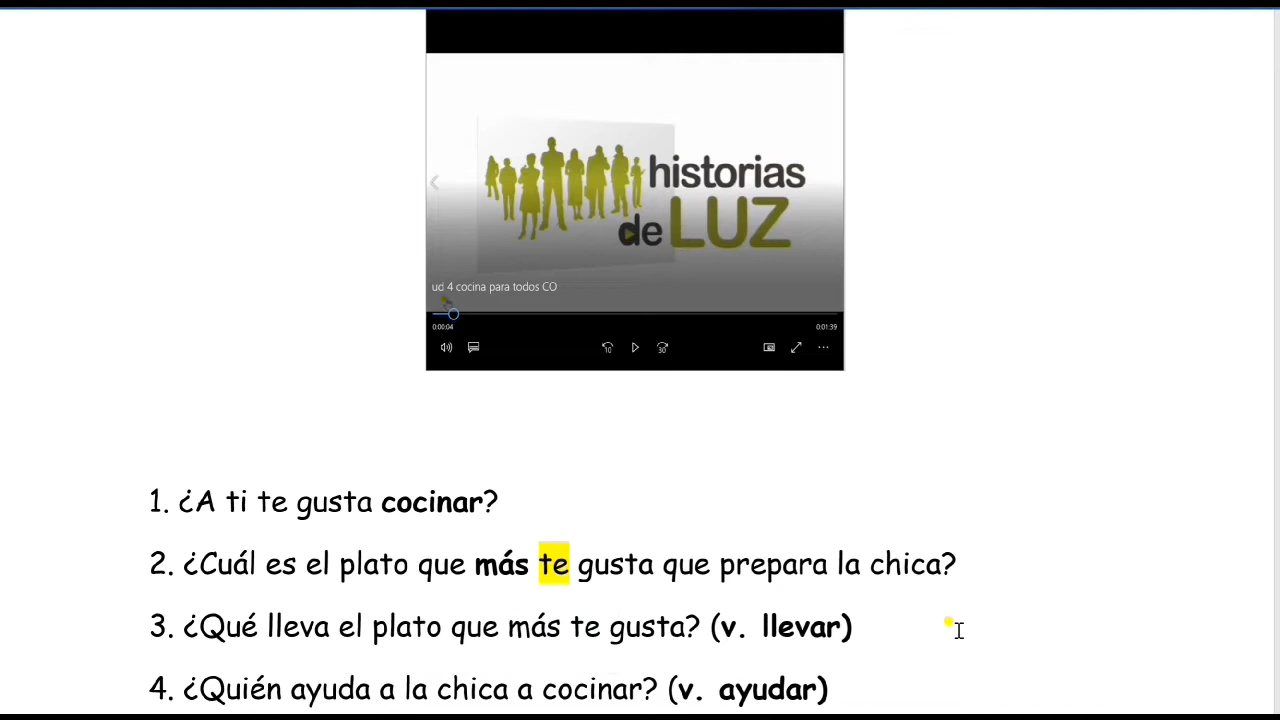 historias
de LUZ
ud 4 cocina para todos CO
0:00:04 0:01:39
10 30
1. ¿A ti te gusta cocinar?
2. ¿Cuál es el plato que más te gusta que prepara la chica?
3. ¿Qué lleva el plato que más te gusta? (v. llevar)
4. ¿Quién ayuda a la chica a cocinar? (v. ayudar)